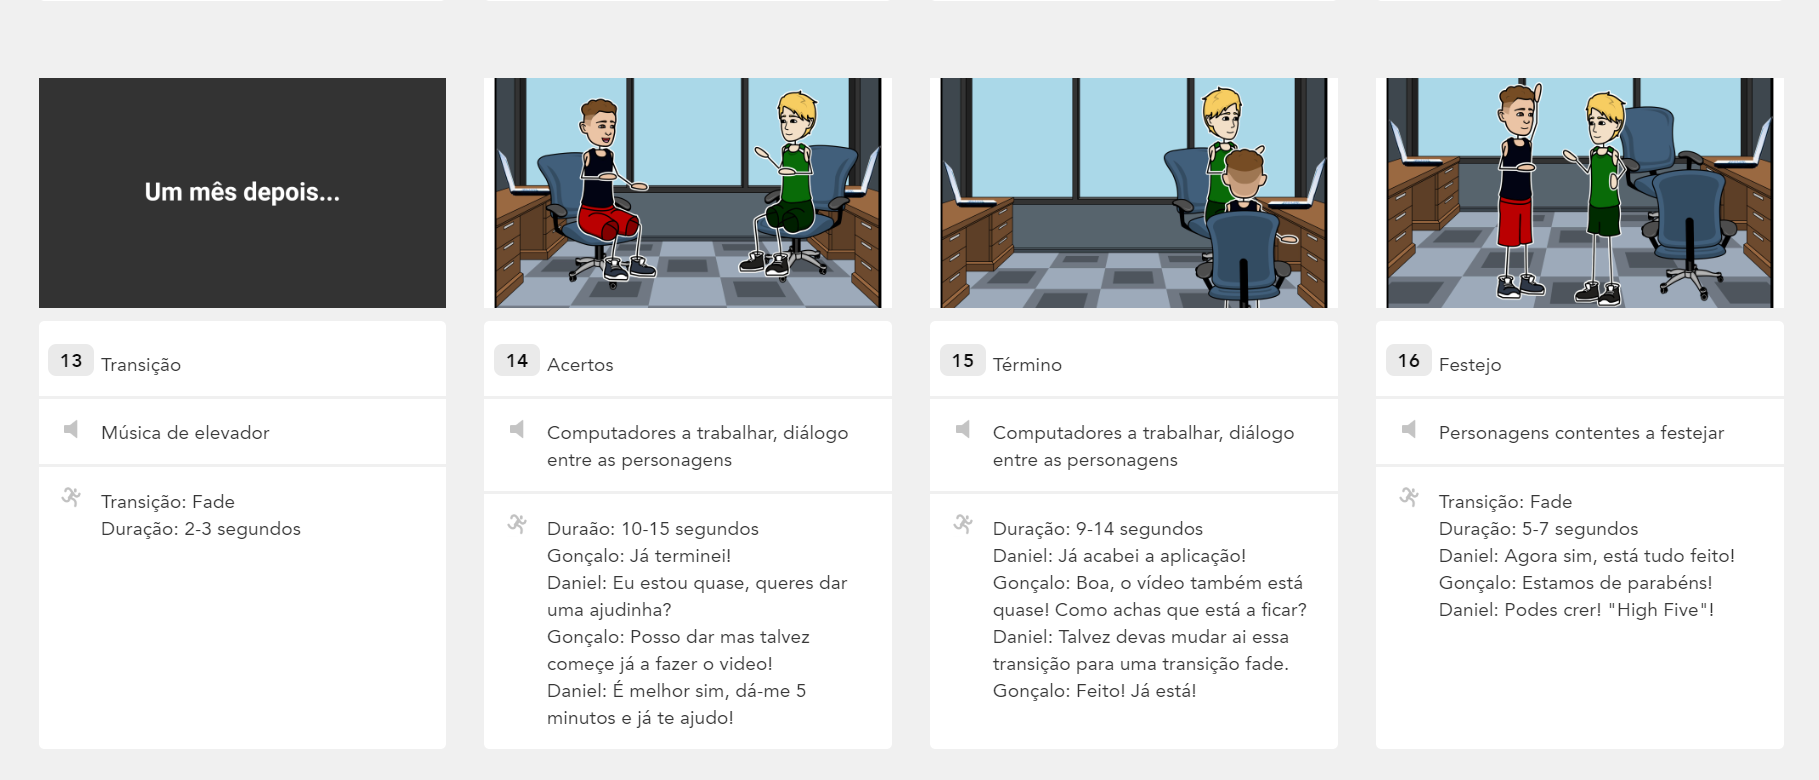 Um mês depois...
13 Transição
Música de elevador
Transição: Fade
Duração: 2-3 segundos
14 Acertos
Computadores a trabalhar, diálogo
entre as personagens
Duraão: 10-15 segundos
Gonçalo: Já terminei!
Daniel: Eu estou quase, queres dar
uma ajudinha?
Gonçalo: Posso dar mas talvez
começe já a fazer o video!
Daniel: É melhor sim, dá-me 5
minutos e já te ajudo!
15 Término
Computadores a trabalhar, diálogo
entre as personagens
Duração: 9-14 segundos
Daniel: Já acabei a aplicação!
Gonçalo: Boa, o vídeo também está
quase! Como achas que está a ficar?
Daniel: Talvez devas mudar ai essa
transição para uma transição fade.
Gonçalo: Feito! Já está!
16 Festejo
Personagens contentes a festejar
Transição: Fade
Duração: 5-7 segundos
Daniel: Agora sim, está tudo feito!
Gonçalo: Estamos de parabéns!
Daniel: Podes crer! "High Five"!